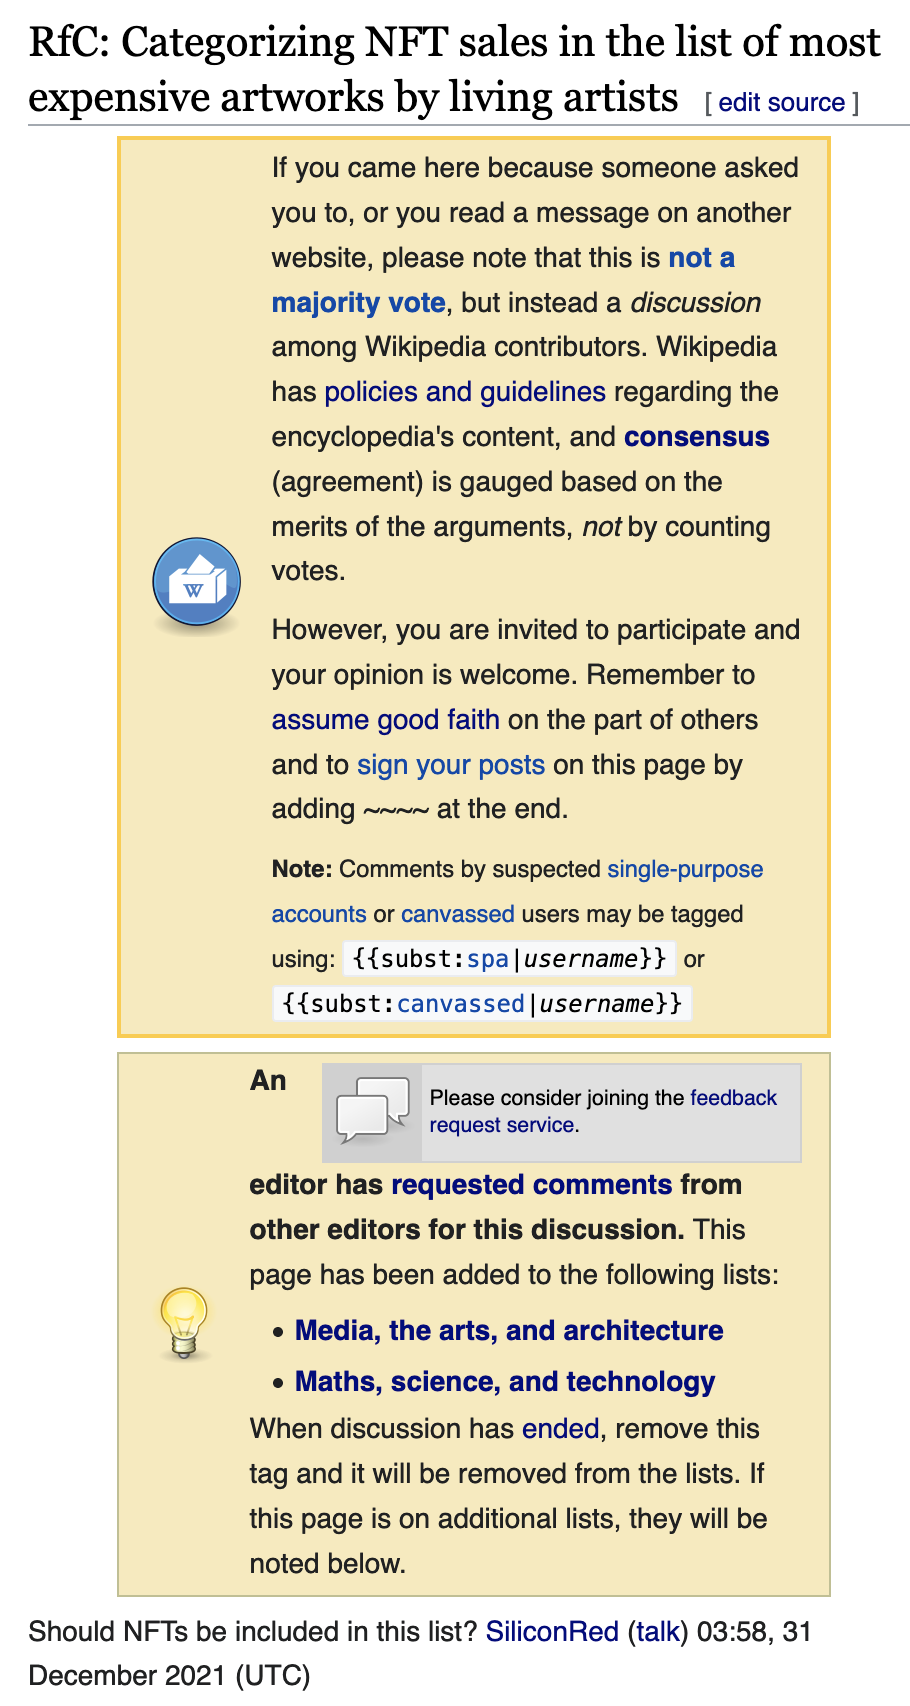 RfC: Categorizing NFT sales in the list of most
expensive artworks by living artists [ edit source ]
If you came here because someone asked
you to, or you read a message on another
website, please note that this is not a
majority vote, but instead a discussion
among Wikipedia contributors. Wikipedia
has policies and guidelines regarding the
encyclopedia's content, and consensus
(agreement) is gauged based on the
merits of the arguments, not by counting
votes.
W
However, you are invited to participate and
your opinion is welcome. Remember to
assume good faith on the part of others
and to sign your posts on this page by
adding ~~~~ at the end.
Note: Comments by suspected single-purpose
accounts or canvassed users may be tagged
using: {{subst:spa|username}} or
{{subst:canvassed|username}}
An
Please consider joining the feedback
request service.
editor has requested comments from
other editors for this discussion. This
page has been added to the following lists:
• Media, the arts, and architecture
• Maths, science, and technology
When discussion has ended, remove this
tag and it will be removed from the lists. If
this page is on additional lists, they will be
noted below.
Should NFTs be included in this list? SiliconRed (talk) 03:58, 31
December 2021 (UTC)